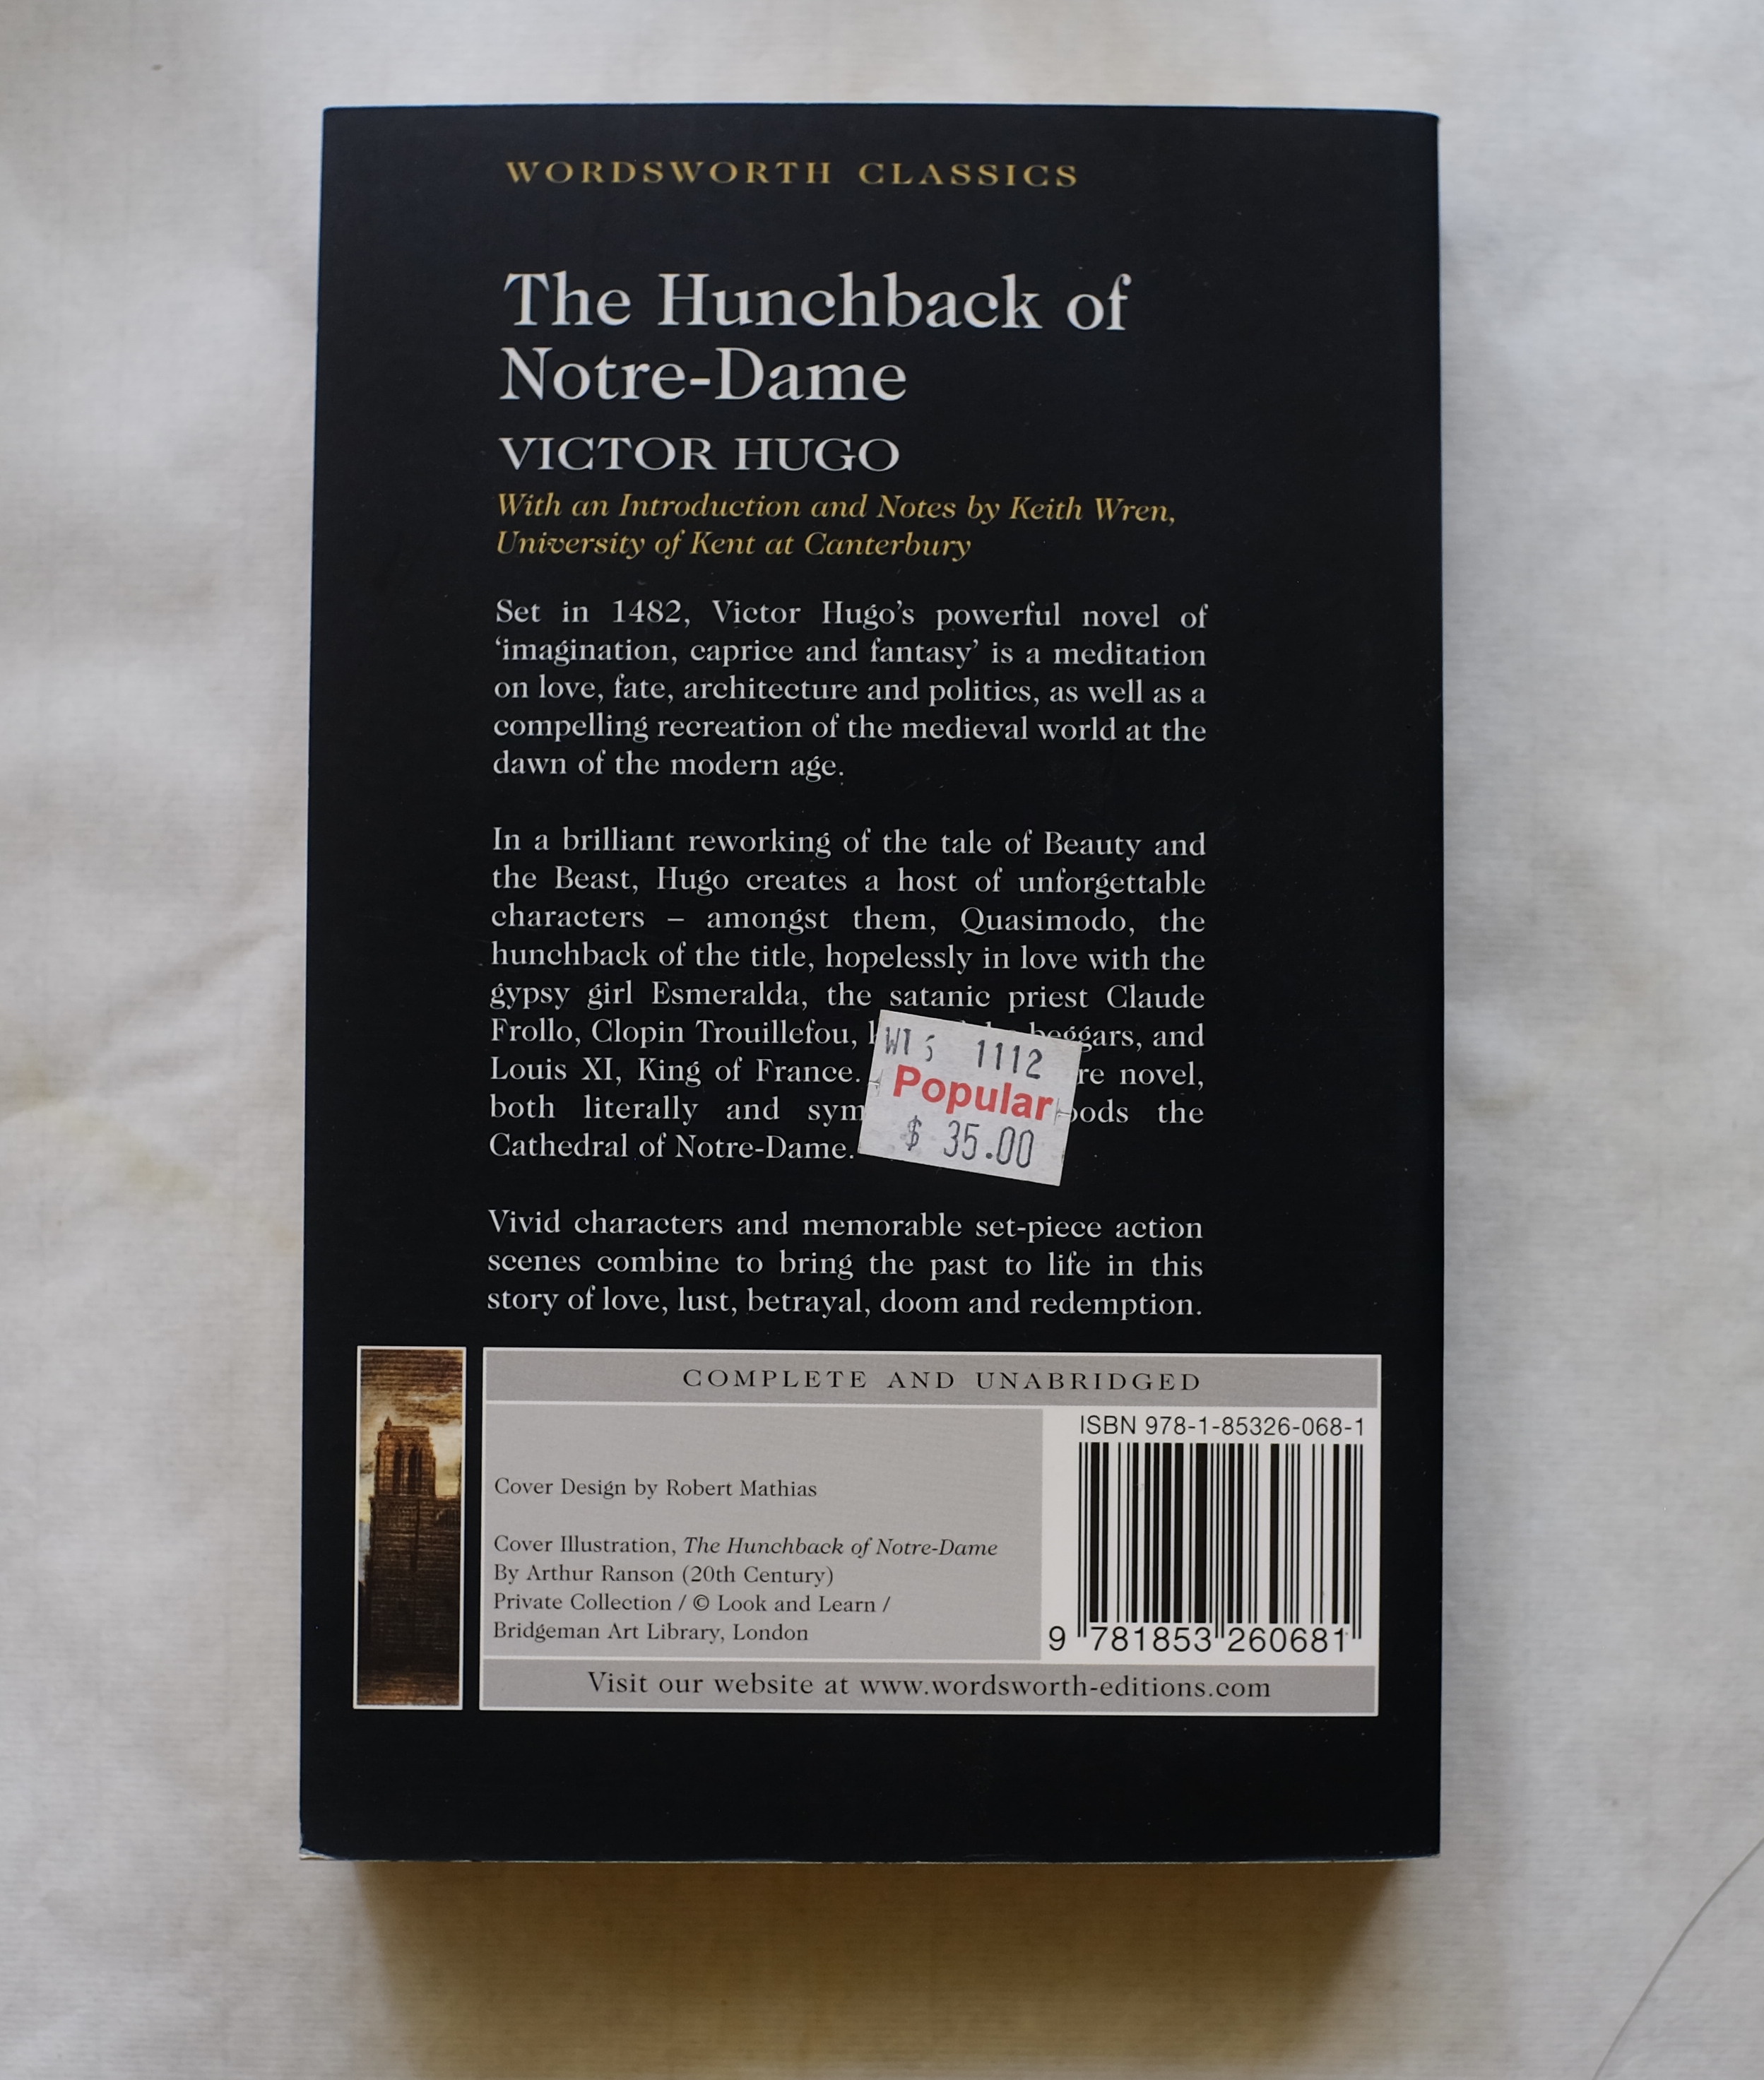 WORDSWORTH CLASSICS
The Hunchback of
Notre-Dame
VICTOR HUGO
With an Introduction and Notes by Keith Wren,
University of Kent at Canterbury
Set in 1482, Victor Hugo's powerful novel of
'imagination, caprice and fantasy' is a meditation
on love, fate, architecture and politics, as well as a
compelling recreation of the medieval world at the
dawn of the modern age.
In a brilliant reworking of the tale of Beauty and
the Beast, Hugo creates a host of unforgettable
characters – amongst them, Quasimodo, the
hunchback of the title, hopelessly in love with the
gypsy girl Esmeralda, the satanic priest Claude
Frollo, Clopin Trouillefou, beggars, and
Louis XI, King of France. novel,
both literally and the
Cathedral of Notre-Dame.
1112
Popular
$ 35.00
Vivid characters and memorable set-piece action
scenes combine to bring the past to life in this
story of love, lust, betrayal, doom and redemption.
COMPLETE AND UNABRIDGED
Cover Design by Robert Mathias
Cover Illustration, The Hunchback of Notre-Dame
By Arthur Ranson (20th Century)
Private Collection / © Look and Learn /
Bridgeman Art Library, London
ISBN 978-1-85326-068-1
9 781853 260681
Visit our website at www.wordsworth-editions.com